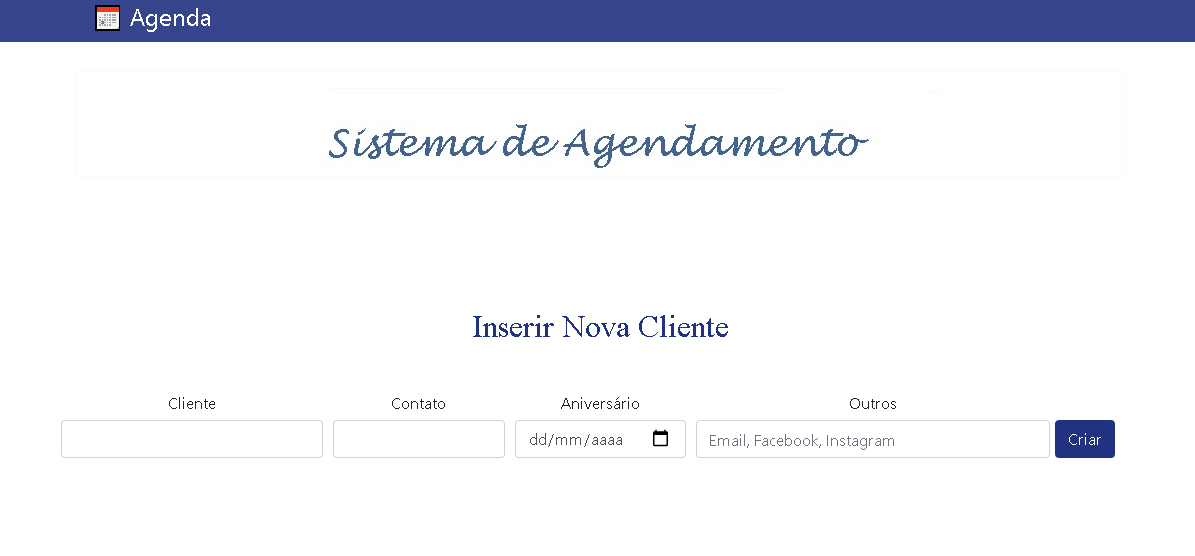 Agenda
Sistema de Agendamento
Inserir Nova Cliente
Cliente Contato Aniversário Outros
dd/mm/aaaa Email, Facebook, Instagram Criar